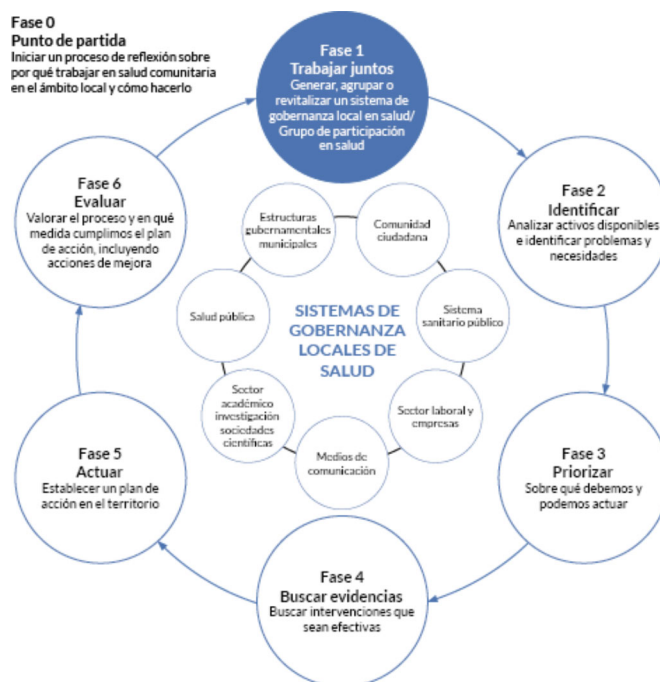 Fase 0
Punto de partida
Iniciar un proceso de reflexión sobre
por qué trabajar en salud comunitaria
en el ámbito local y cómo hacerlo
Fase 1
Trabajar juntos
Generar, agrupar o
revitalizar un sistema de
gobernanza local en salud/
Grupo de participación
en salud
Fase 2
Identificar
Analizar activos disponibles
e identificar problemas y
necesidades
Fase 3
Priorizar
Sobre qué debemos y
podemos actuar
Fase 4
Buscar evidencias
Buscar intervenciones que
sean efectivas
Fase 5
Actuar
Establecer un plan de
acción en el territorio
Fase 6
Evaluar
Valorar el proceso y en qué
medida cumplimos el plan
de acción, incluyendo
acciones de mejora
SISTEMAS DE
GOBERNANZA
LOCALES DE
SALUD
Estructuras
gubernamentales
municipales
Comunidad
ciudadana
Sistema
sanitario público
Sector laboral y
empresas
Medios de
comunicación
Sector
académico
investigación
sociedades
científicas
Salud pública